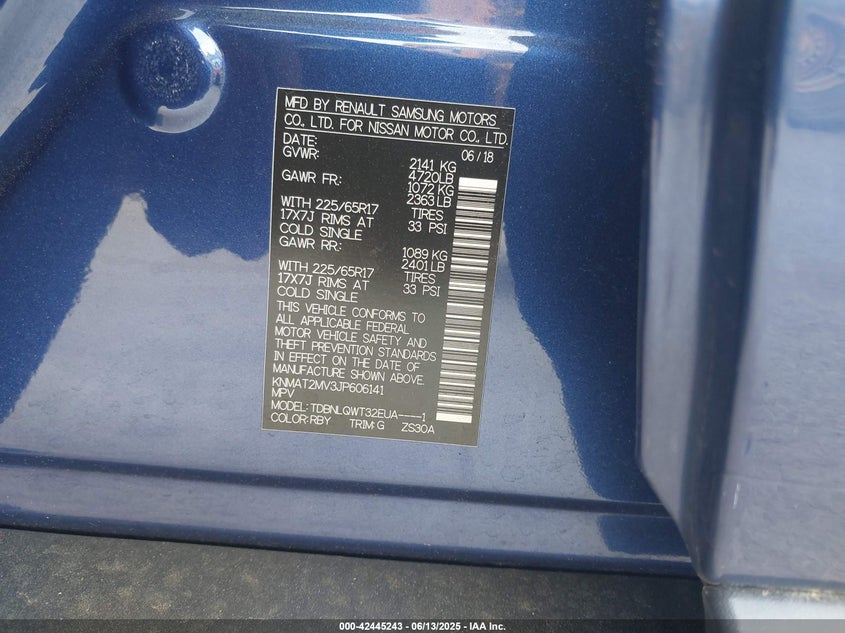 MFD BY RENAULT SAMSUNG MOTORS
CO., LTD. FOR NISSAN MOTOR CO., LTD.
DATE: 06/18
GVWR: 2141 KG
4720LB
GAWR FR: 1072 KG
2363 LB
WITH 225/65R17 TIRES
17X7J RIMS AT 33 PSI
COLD SINGLE
GAWR RR: 1089 KG
2401LB
WITH 225/65R17 TIRES
17X7J RIMS AT 33 PSI
COLD SINGLE
THIS VEHICLE CONFORMS TO
ALL APPLICABLE FEDERAL
MOTOR VEHICLE SAFETY AND
THEFT PREVENTION STANDARDS
IN EFFECT ON THE DATE OF
MANUFACTURE SHOWN ABOVE.
KNMAT2MV3JP606141
MPV
MODEL: TDBNLQWT32EUA----1
COLOR:RBY TRIM:G ZS30A
000-42445243 - 06/13/2025 - IAA Inc.